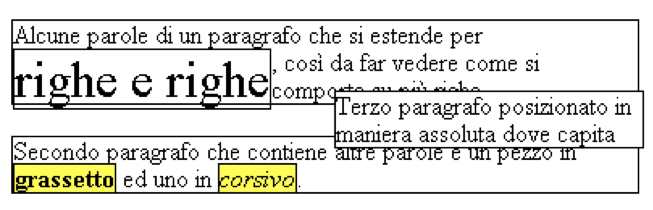 Alcune parole di un paragrafo che si estende per
righe e righe, così da far vedere come si
comporta su più righe
Terzo paragrafo posizionato in
maniera assoluta dove capita
Secondo paragrafo che contiene altre parole e un pezzo in
grassetto ed uno in corsivo.